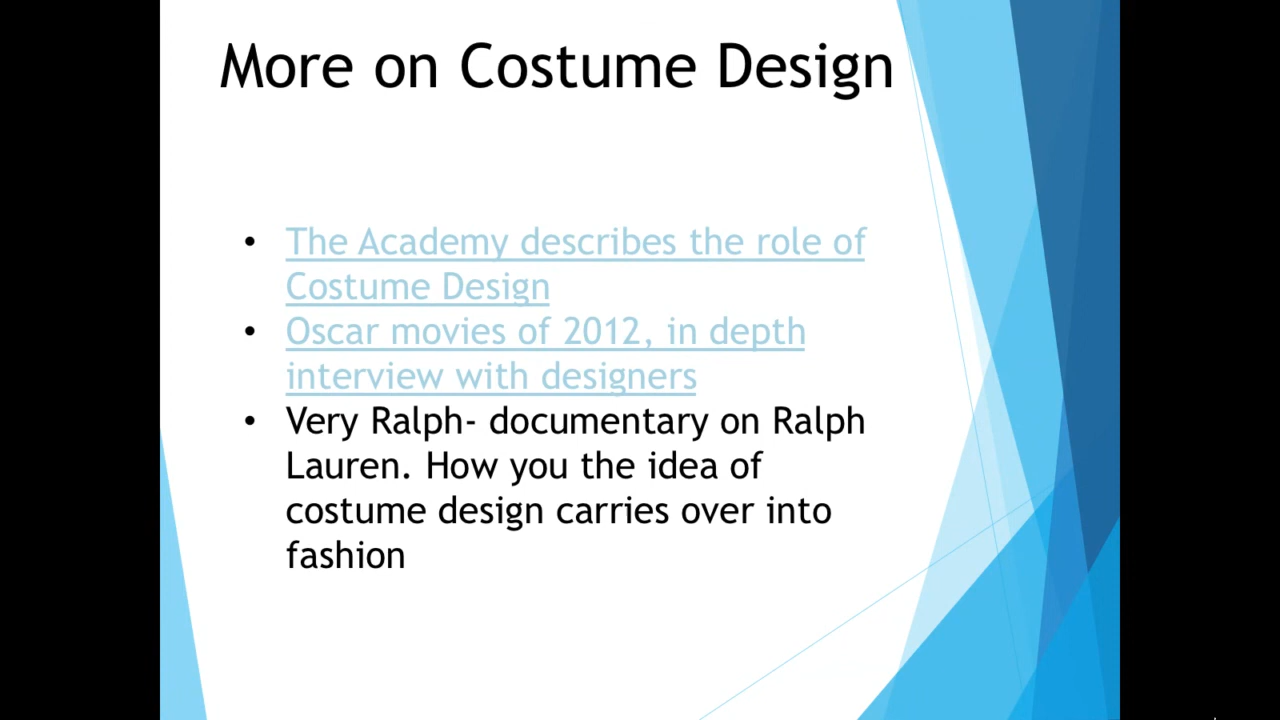 More on Costume Design
• The Academy describes the role of
Costume Design
• Oscar movies of 2012, in depth
interview with designers
• Very Ralph- documentary on Ralph
Lauren. How you the idea of
costume design carries over into
fashion